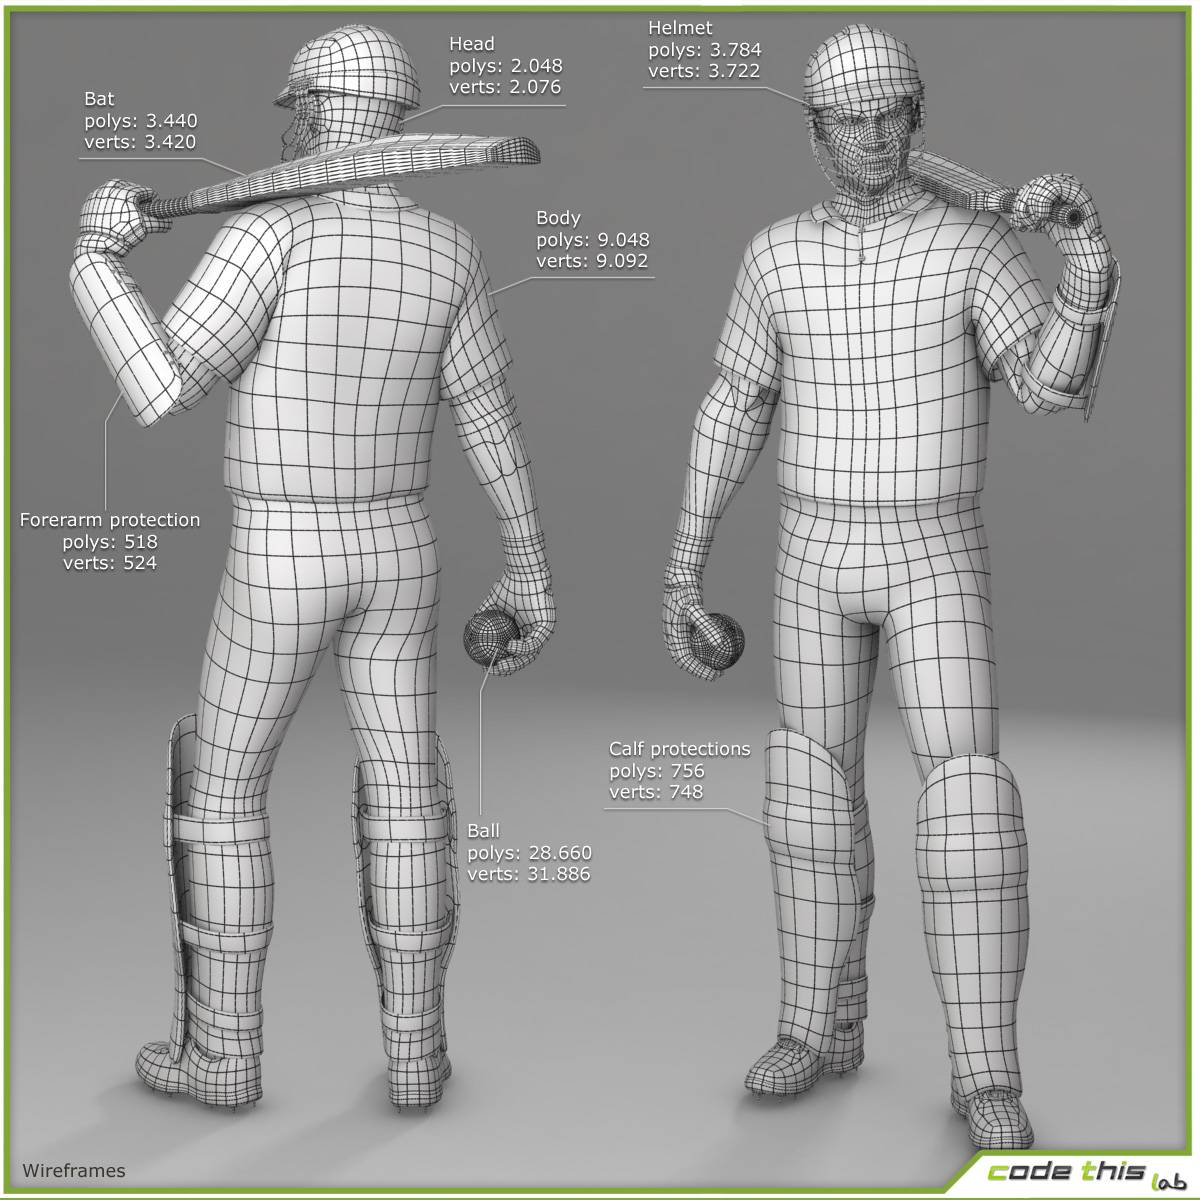 Helmet
polys: 3.784
verts: 3.722
Head
polys: 2.048
verts: 2.076
Bat
polys: 3.440
verts: 3.420
Body
polys: 9.048
verts: 9.092
Forerarm protection
polys: 518
verts: 524
Calf protections
polys: 756
verts: 748
Ball
polys: 28.660
verts: 31.886
Wireframes
code this
lab